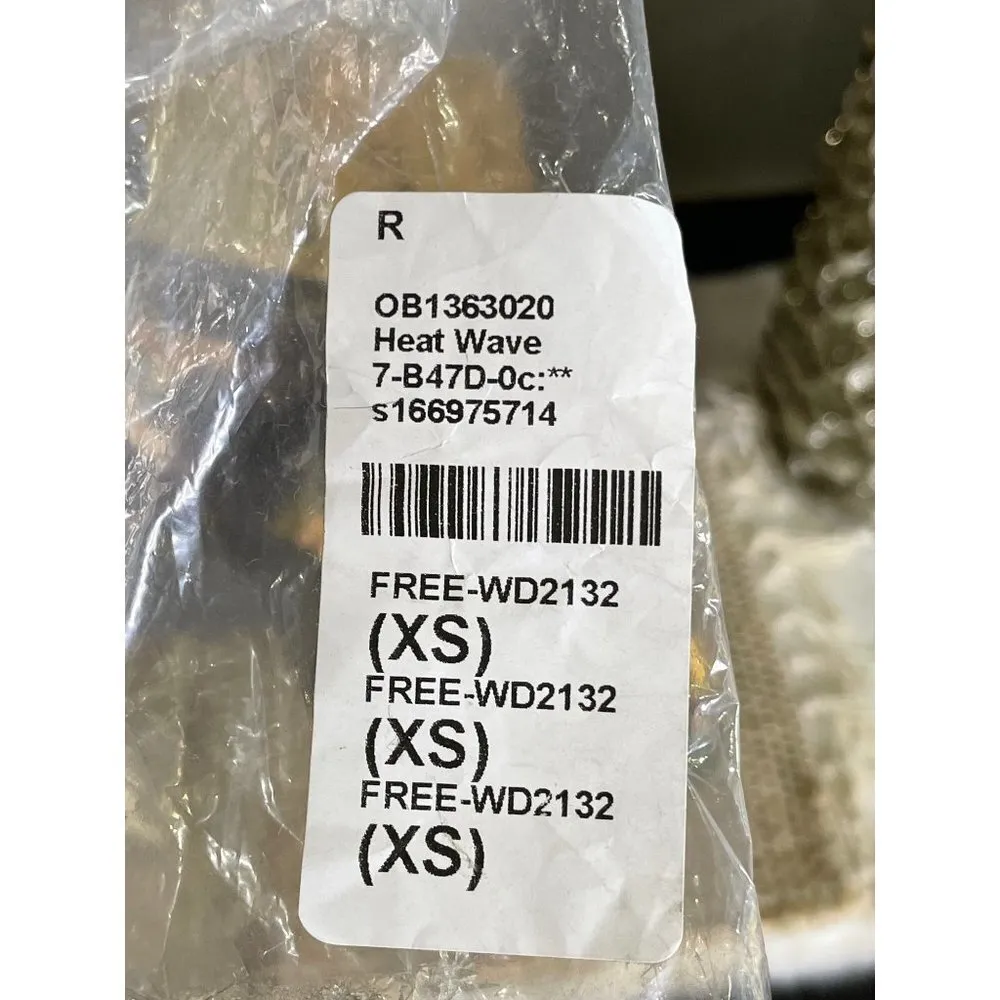 R
OB1363020
Heat Wave
7-B47D-0c:**
s166975714
FREE-WD2132
(XS)
FREE-WD2132
(XS)
FREE-WD2132
(XS)